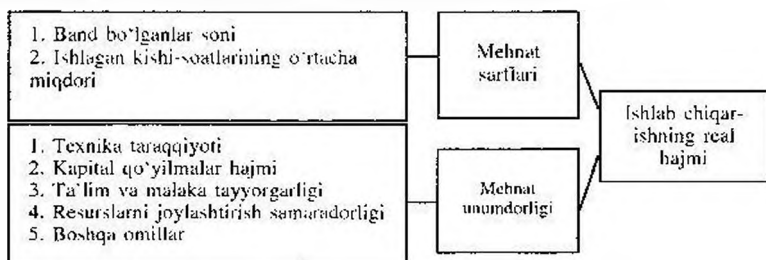 1. Band bo‘lganlar soni
2. Ishlagan kishi-soatlarining o‘rtacha
miqdori
Mehnat
sarflari
1. Texnika taraqqiyoti
2. Kapital qo‘yilmalar hajmi
3. Ta’lim va malaka tayyorgarligi
4. Resurslarni joylashtirish samaradorligi
5. Boshqa omillar
Mehnat
unumdorligi
Ishlab chiqar-
ishning real
hajmi